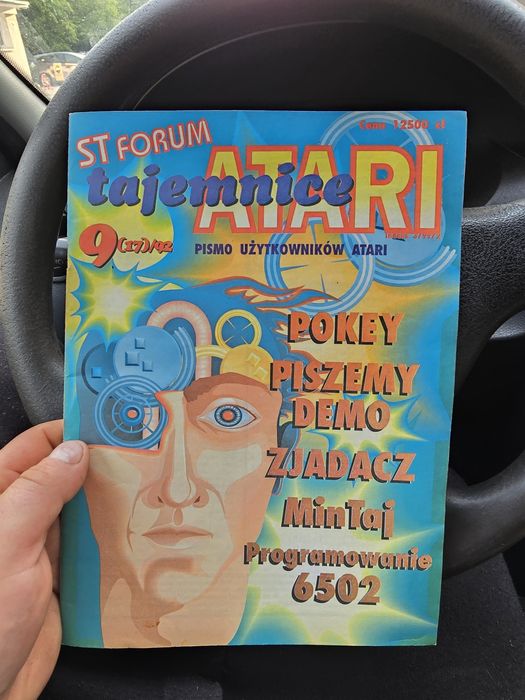 ST FORUM
tajemnice ATARI
Cena 12500 zł
9(17)/92
PISMO UŻYTKOWNIKÓW ATARI
POKEY
PISZEMY
DEMO
ZJADACZ
MinTaj
Programowanie
6502